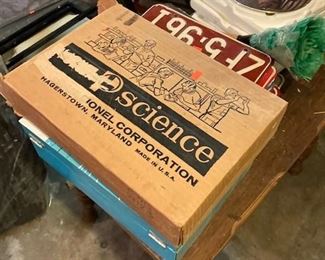 science
IONEL CORPORATION
HAGERSTOWN, MARYLAND MADE IN U.S.A.